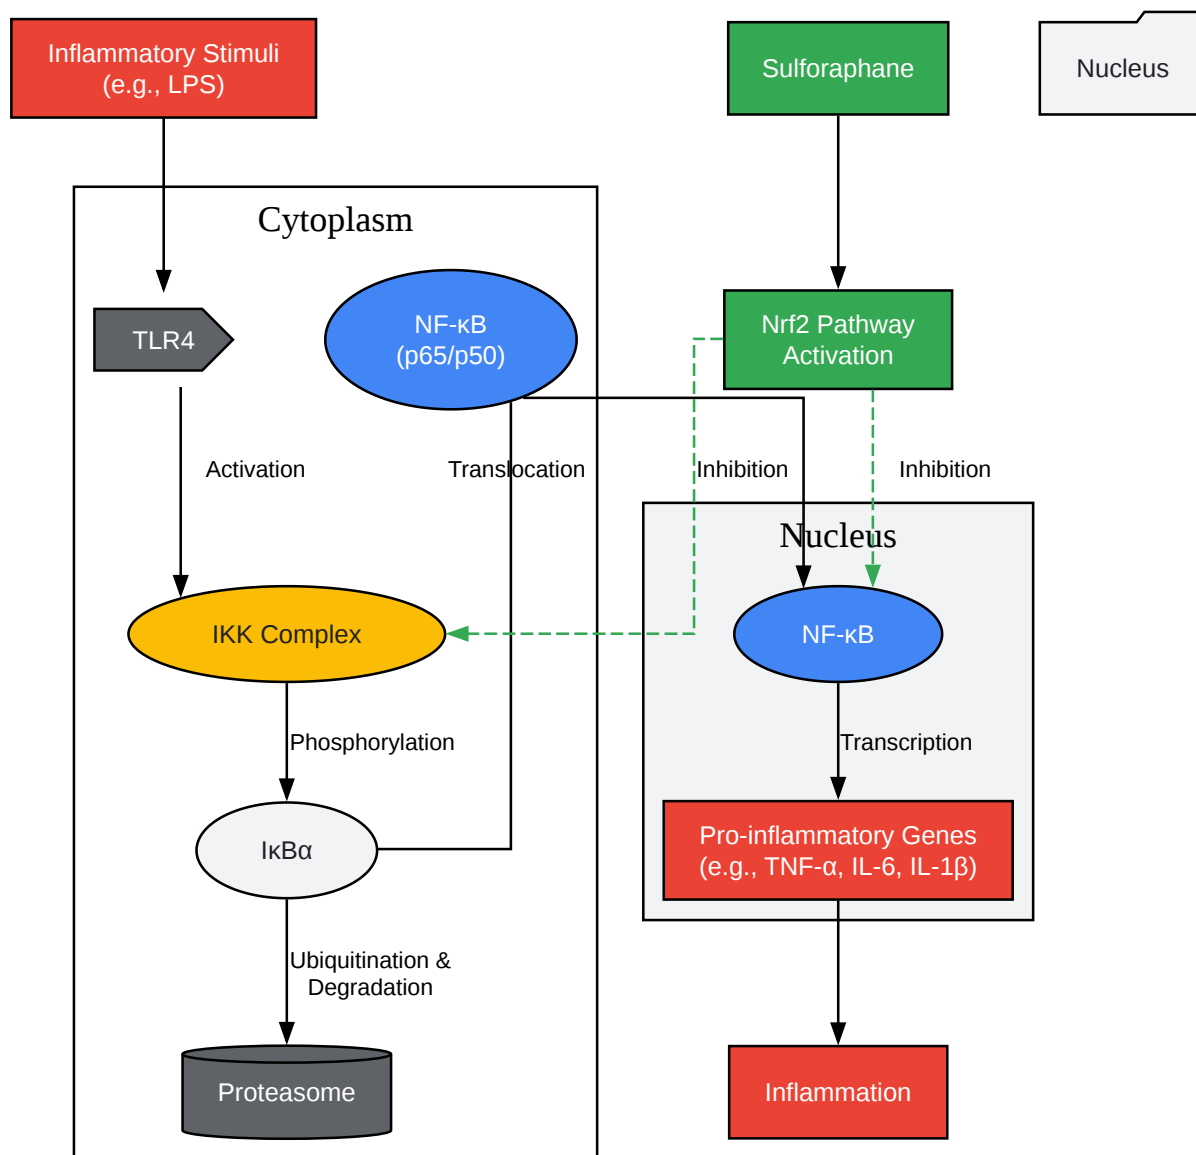 Inflammatory Stimuli
(e.g., LPS)
Sulforaphane
Nucleus
Cytoplasm
TLR4
NF-κB
(p65/p50)
Nrf2 Pathway
Activation
Activation
Translocation
Inhibition
Inhibition
Nucleus
IKK Complex
NF-κB
Phosphorylation
Transcription
IκBα
Pro-inflammatory Genes
(e.g., TNF-α, IL-6, IL-1β)
Ubiquitination &
Degradation
Proteasome
Inflammation